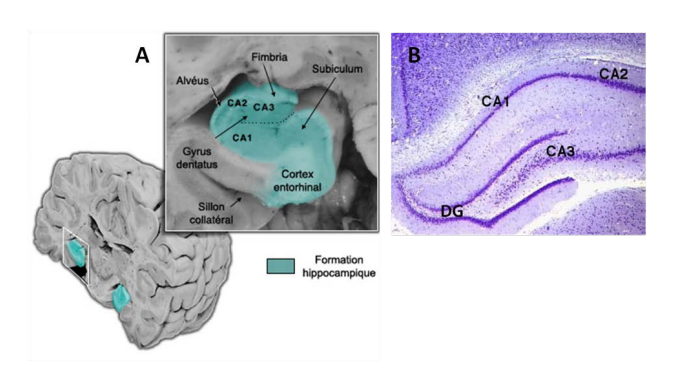 A
Fimbria
Subiculum
Alvéus
CA2
CA3
CA1
Gyrus
dentatus
Cortex
entorhinal
Sillon
collatéral
Formation
hippocampique
B
CA2
CA1
CA3
DG